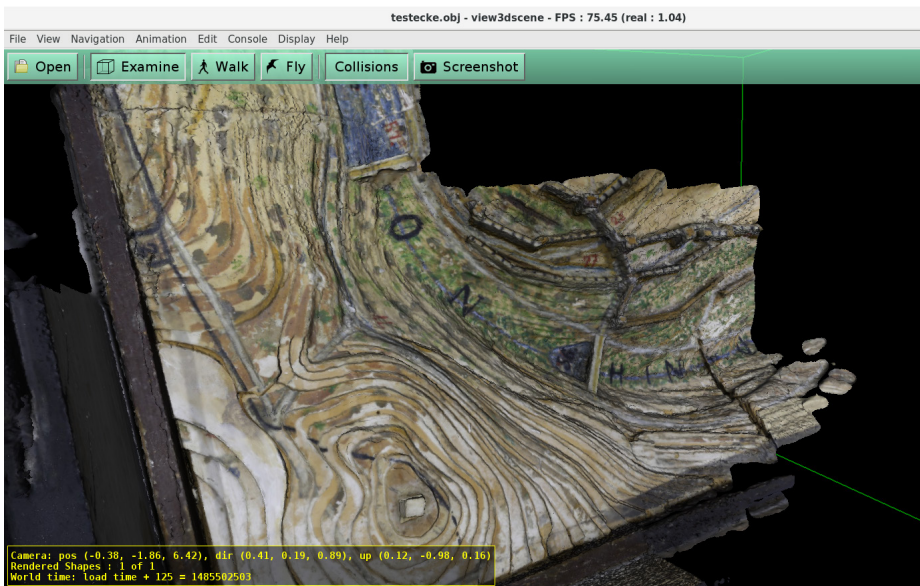 testecke.obj - view3dscene - FPS : 75.45 (real : 1.04)
File View Navigation Animation Edit Console Display Help
Open Examine Walk Fly Collisions Screenshot
O
N
H I N N
Camera: pos (-0.38, -1.86, 6.42), dir (0.41, 0.19, 0.89), up (0.12, -0.98, 0.16)
Rendered Shapes : 1 of 1
World time: load time + 125 = 1485502503